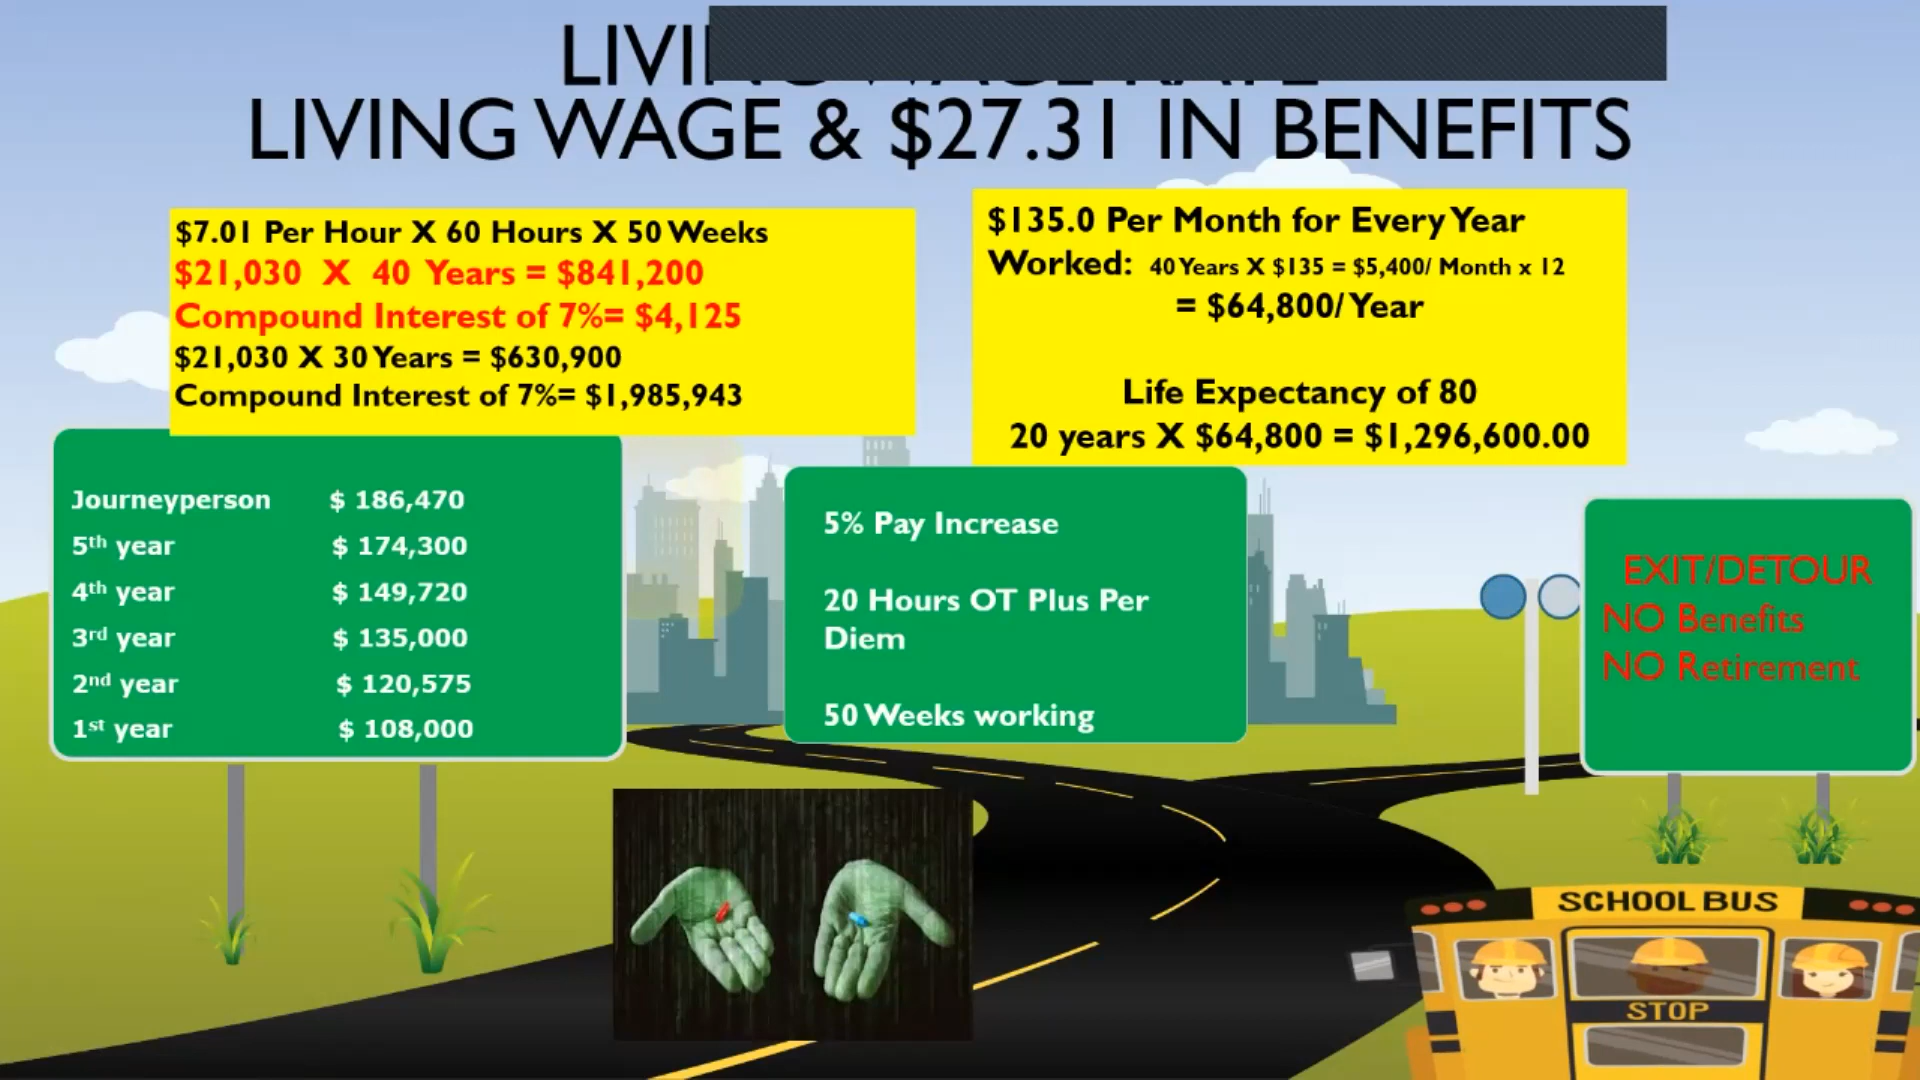 LIVING WAGE & $27.31 IN BENEFITS
$7.01 Per Hour X 60 Hours X 50 Weeks
$21,030 X 40 Years = $841,200
Compound Interest of 7%= $4,125
$21,030 X 30 Years = $630,900
Compound Interest of 7%= $1,985,943
$135.0 Per Month for Every Year
Worked: 40 Years X $135 = $5,400/ Month x 12
= $64,800/ Year
Life Expectancy of 80
20 years X $64,800 = $1,296,600.00
Journeyperson $ 186,470
5th year $ 174,300
4th year $ 149,720
3rd year $ 135,000
2nd year $ 120,575
1st year $ 108,000
5% Pay Increase
20 Hours OT Plus Per
Diem
50 Weeks working
EXIT/DETOUR
NO Benefits
NO Retirement
SCHOOL BUS
STOP